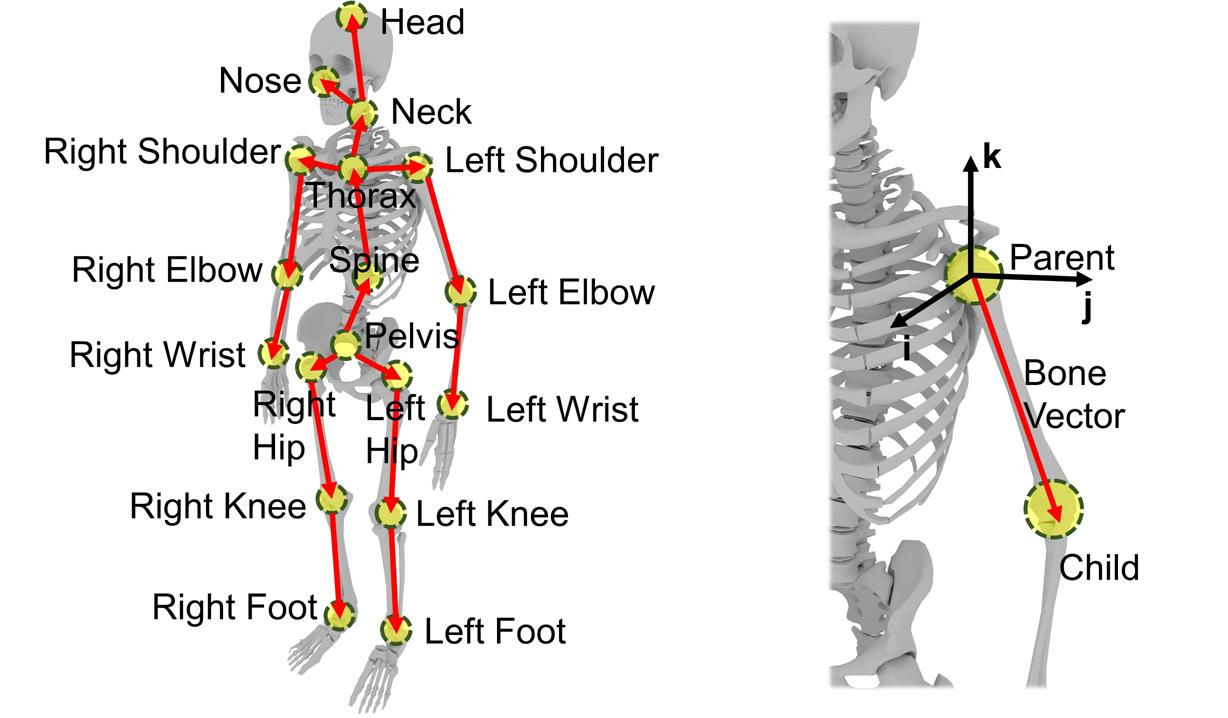 Head
Nose
Neck
Right Shoulder
Left Shoulder
Thorax
Right Elbow
Spine
Left Elbow
Right Wrist
Pelvis
Right
Hip
Left
Hip
Left Wrist
Right Knee
Left Knee
Right Foot
Left Foot
k
Parent
j
i
Bone
Vector
Child